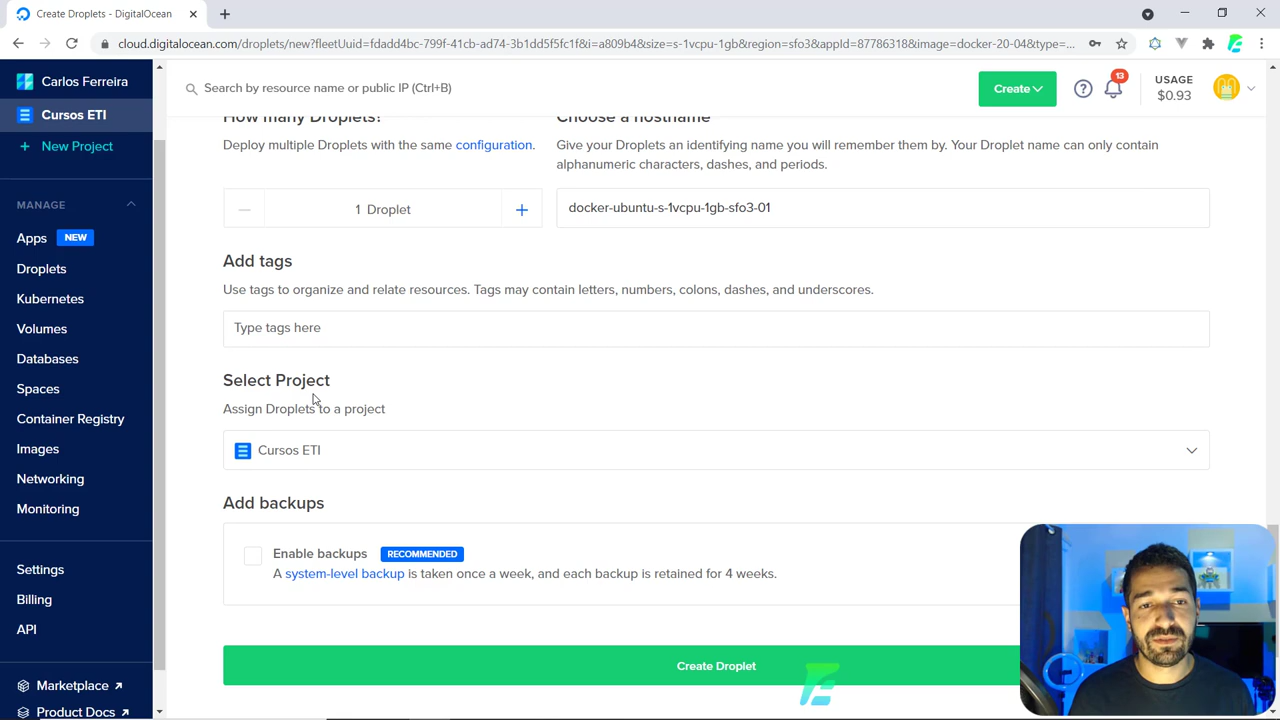 Create Droplets - DigitalOcean
cloud.digitalocean.com/droplets/new?fleetUuid=fdadd4bc-799f-41cb-ad74-3b1dd5f5fc1f&i=a809b4&size=s-1vcpu-1gb&region=sfo3&appId=87786318&image=docker-20-04&type=...
Carlos Ferreira
Cursos ETI
+ New Project
MANAGE
Apps NEW
Droplets
Kubernetes
Volumes
Databases
Spaces
Container Registry
Images
Networking
Monitoring
Settings
Billing
API
Marketplace
Product Docs
Search by resource name or public IP (Ctrl+B)
Create
13
USAGE
$0.93
How many Droplets?
Deploy multiple Droplets with the same configuration.
1 Droplet
Choose a hostname
Give your Droplets an identifying name you will remember them by. Your Droplet name can only contain
alphanumeric characters, dashes, and periods.
docker-ubuntu-s-1vcpu-1gb-sfo3-01
Add tags
Use tags to organize and relate resources. Tags may contain letters, numbers, colons, dashes, and underscores.
Type tags here
Select Project
Assign Droplets to a project
Cursos ETI
Add backups
Enable backups RECOMMENDED
A system-level backup is taken once a week, and each backup is retained for 4 weeks.
Create Droplet